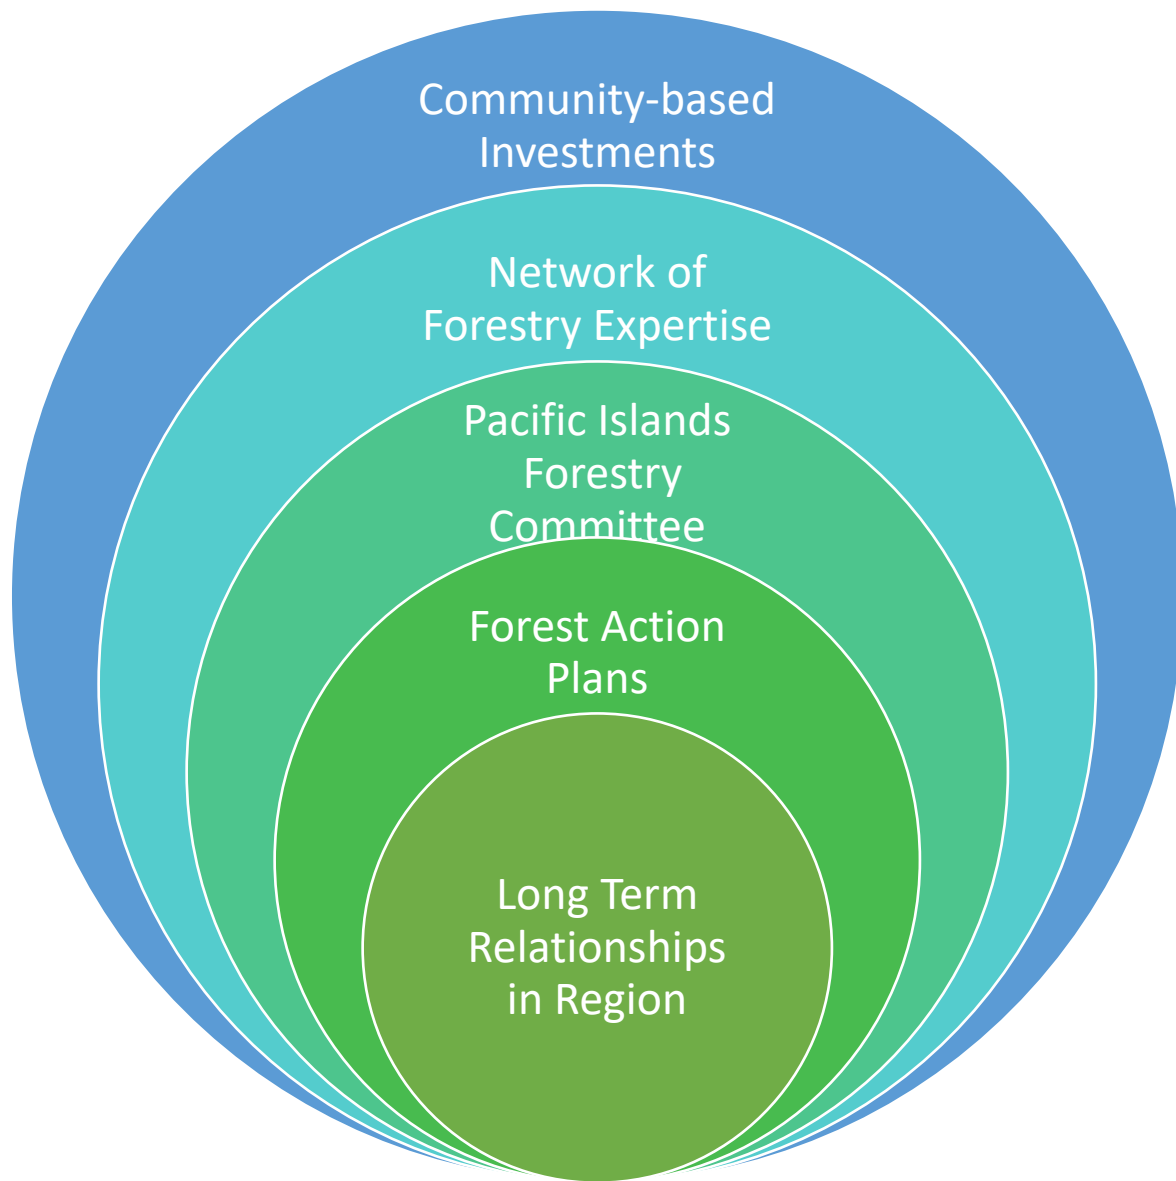 Community-based
Investments
Network of
Forestry Expertise
Pacific Islands
Forestry
Committee
Forest Action
Plans
Long Term
Relationships
in Region